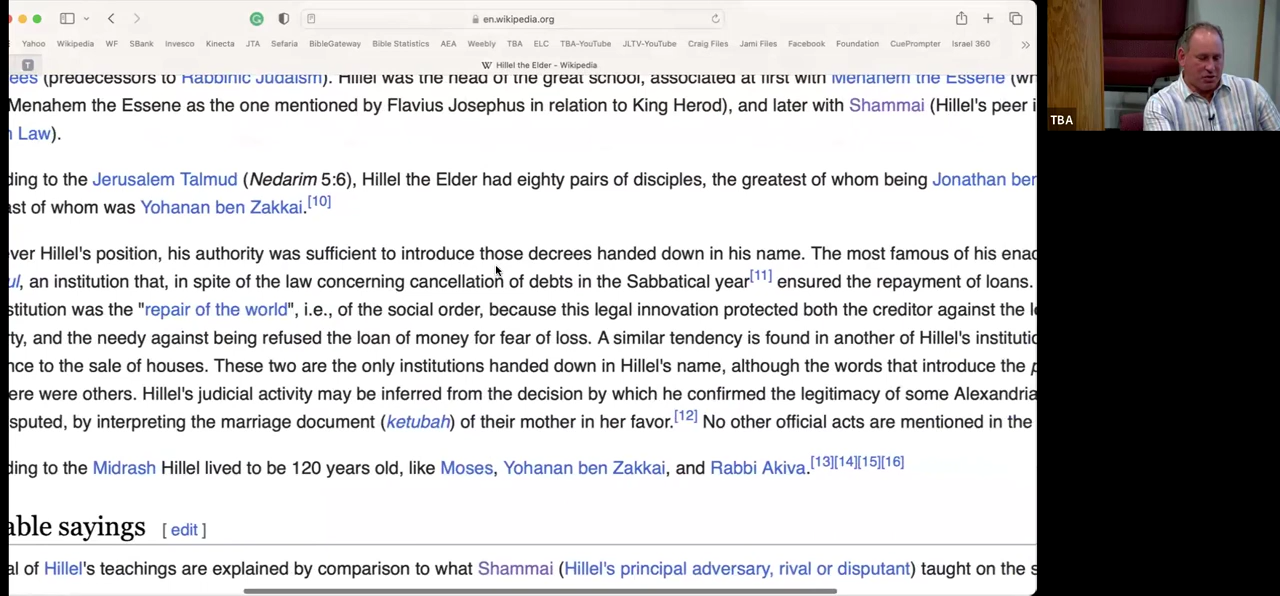 en.wikipedia.org
Yahoo Wikipedia WF SBank Invesco Kinecta JTA Sefaria BibleGateway Bible Statistics AEA Weebly TBA ELC TBA-YouTube JLTV-YouTube Craig Files Jami Files Facebook Foundation CuePrompter Israel 360 »
T W Hillel the Elder – Wikipedia
ees (predecessors to Rabbinic Judaism). Hillel was the head of the great school, associated at first with Menahem the Essene (wh
Menahem the Essene as the one mentioned by Flavius Josephus in relation to King Herod), and later with Shammai (Hillel's peer i
n Law).
ding to the Jerusalem Talmud (Nedarim 5:6), Hillel the Elder had eighty pairs of disciples, the greatest of whom being Jonathan ben
ast of whom was Yohanan ben Zakkai.[10]
ver Hillel's position, his authority was sufficient to introduce those decrees handed down in his name. The most famous of his enac
ul, an institution that, in spite of the law concerning cancellation of debts in the Sabbatical year[11] ensured the repayment of loans.
stitution was the "repair of the world", i.e., of the social order, because this legal innovation protected both the creditor against the lo
rty, and the needy against being refused the loan of money for fear of loss. A similar tendency is found in another of Hillel's institutio
nce to the sale of houses. These two are the only institutions handed down in Hillel's name, although the words that introduce the p
ere were others. Hillel's judicial activity may be inferred from the decision by which he confirmed the legitimacy of some Alexandria
sputed, by interpreting the marriage document (ketubah) of their mother in her favor.[12] No other official acts are mentioned in the
ding to the Midrash Hillel lived to be 120 years old, like Moses, Yohanan ben Zakkai, and Rabbi Akiva.[13][14][15][16]
able sayings [ edit ]
al of Hillel's teachings are explained by comparison to what Shammai (Hillel's principal adversary, rival or disputant) taught on the s
TBA